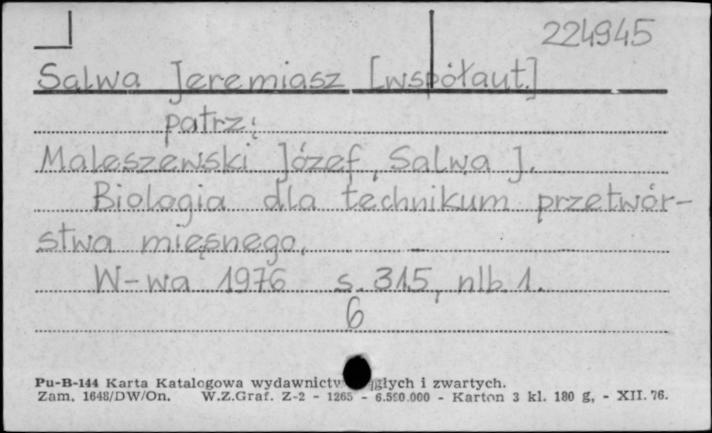 224945
Salwa Jeremiasz [współaut.]
patrz:
Maleszewski Józef, Salwa J.
Biologia dla technikum przetwór-
stwa mięsnego.
W-wa 1976 s. 315, nlb. 1.
6
Pu-B-144 Karta Katalogowa wydawnictw ciągłych i zwartych.
Zam. 1648/DW/On. W.Z.Graf. Z-2 - 1265 - 6.500.000 - Karton 3 kl. 180 g, - XII. 76.